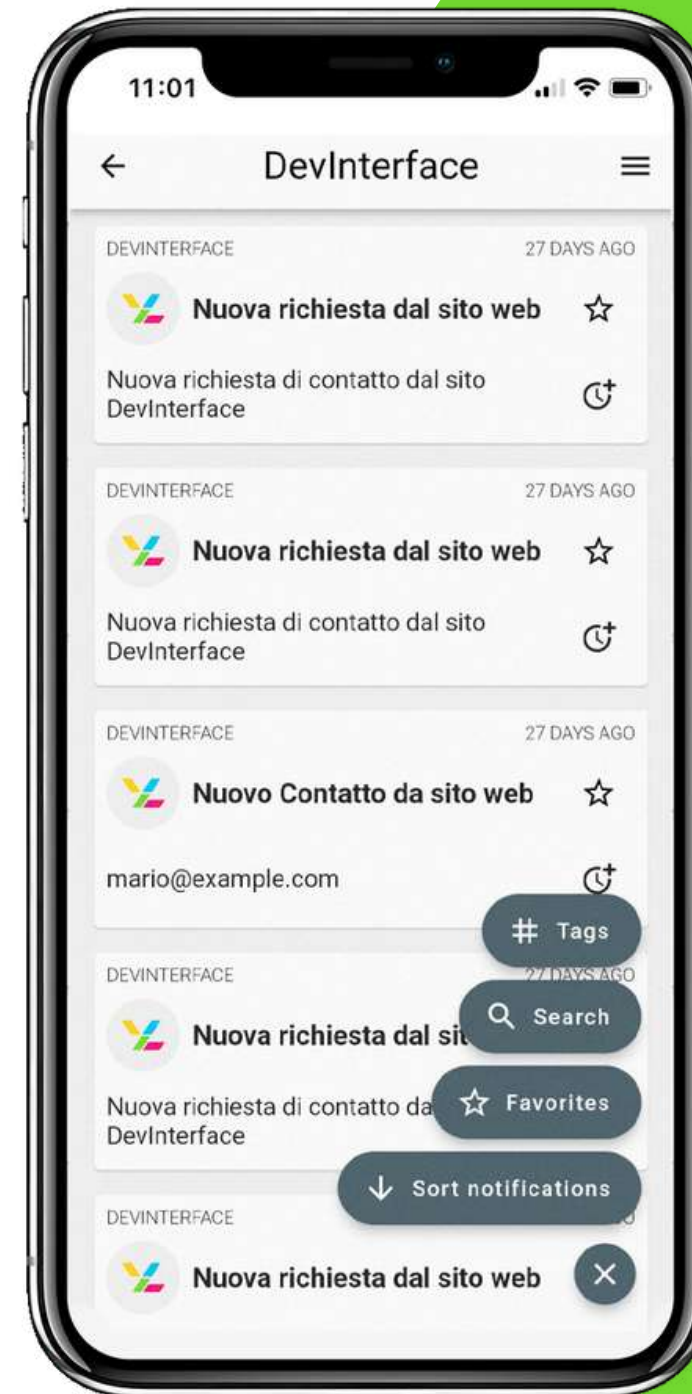 11:01
DevInterface
DEVINTERFACE 27 DAYS AGO
Nuova richiesta dal sito web
Nuova richiesta di contatto dal sito
DevInterface
DEVINTERFACE 27 DAYS AGO
Nuova richiesta dal sito web
Nuova richiesta di contatto dal sito
DevInterface
DEVINTERFACE 27 DAYS AGO
Nuovo Contatto da sito web
mario@example.com
# Tags
DEVINTERFACE 27 DAYS AGO
Search
Nuova richiesta dal sit
Favorites
Nuova richiesta di contatto da
DevInterface
Sort notifications
DEVINTERFACE
Nuova richiesta dal sito web